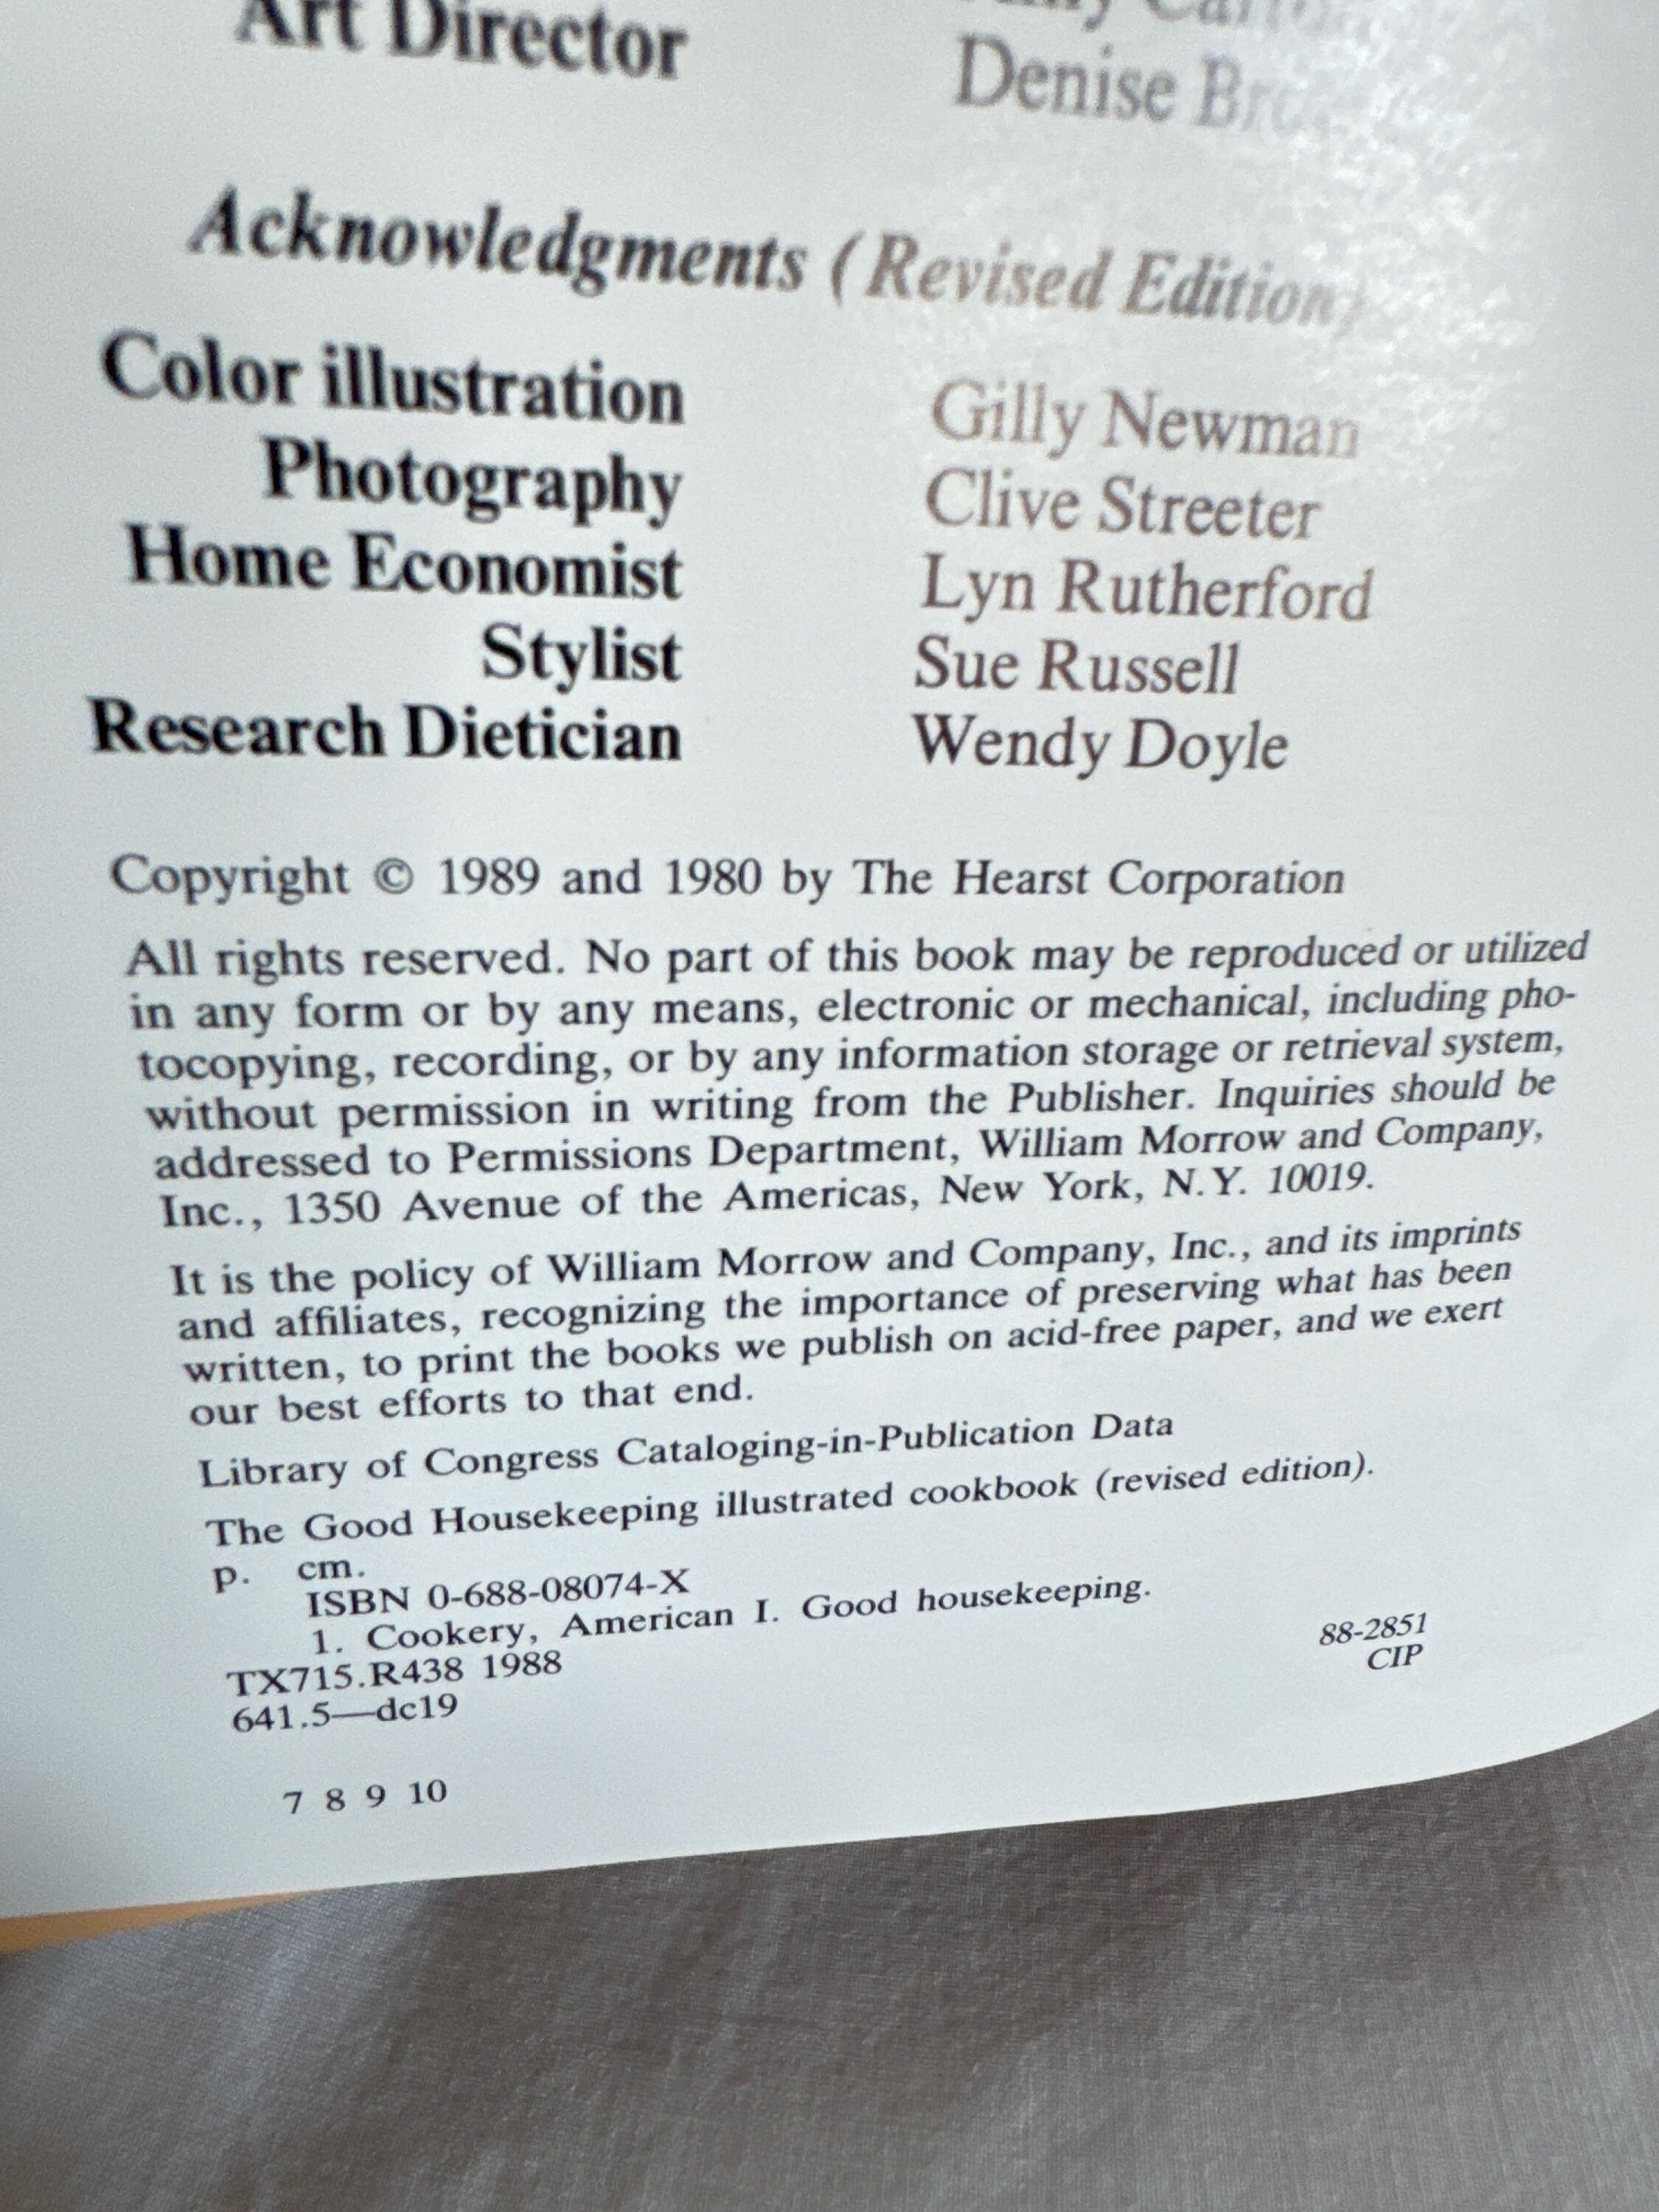 Art Director
Denise
Acknowledgments (Revised Edition)
Color illustration Gilly Newman
Photography Clive Streeter
Home Economist Lyn Rutherford
Stylist Sue Russell
Research Dietician Wendy Doyle
Copyright © 1989 and 1980 by The Hearst Corporation
All rights reserved. No part of this book may be reproduced or utilized
in any form or by any means, electronic or mechanical, including pho-
tocopying, recording, or by any information storage or retrieval system,
without permission in writing from the Publisher. Inquiries should be
addressed to Permissions Department, William Morrow and Company,
Inc., 1350 Avenue of the Americas, New York, N.Y. 10019.
It is the policy of William Morrow and Company, Inc., and its imprints
and affiliates, recognizing the importance of preserving what has been
written, to print the books we publish on acid-free paper, and we exert
our best efforts to that end.
Library of Congress Cataloging-in-Publication Data
The Good Housekeeping illustrated cookbook (revised edition).
p. cm.
ISBN 0-688-08074-X
1. Cookery, American I. Good housekeeping.
TX715.R438 1988 88-2851
641.5—dc19 CIP
7 8 9 10